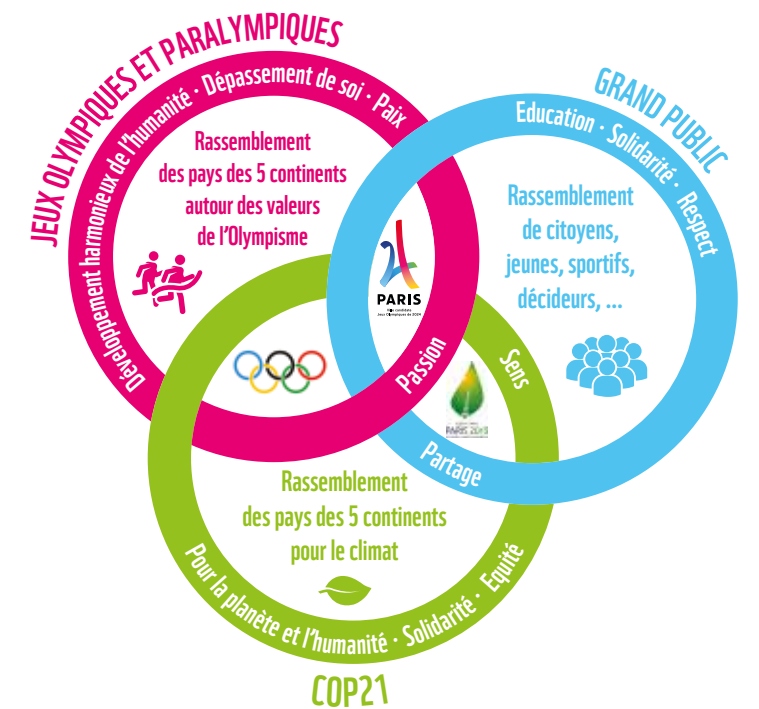 JEUX OLYMPIQUES ET PARALYMPIQUES
Développement harmonieux de l'humanité · Dépassement de soi · Paix
Rassemblement
des pays des 5 continents
autour des valeurs
de l'Olympisme
Passion
GRAND PUBLIC
Education · Solidarité · Respect
Rassemblement
de citoyens,
jeunes, sportifs,
décideurs, ...
Partage
PARIS
Sens
PARIS 2015
Rassemblement
des pays des 5 continents
pour le climat
Pour la planète et l'humanité · Solidarité · Equité
COP21